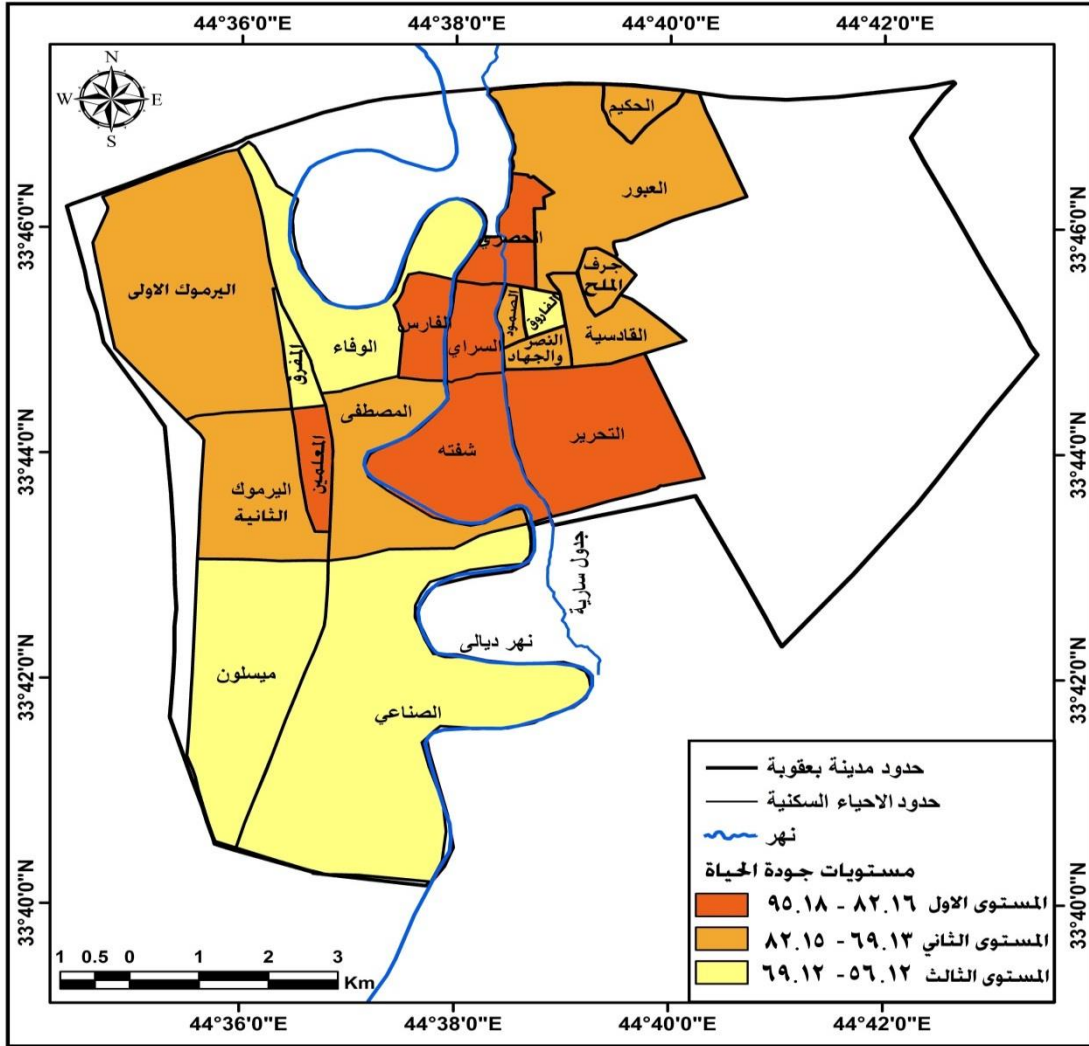 44°36'0"E
44°38'0"E
44°40'0"E
44°42'0"E
N
W
E
S
33°46'0"N
33°44'0"N
33°42'0"N
33°40'0"N
33°46'0"N
33°44'0"N
33°42'0"N
33°40'0"N
الحكيم
العبور
الحصري
جرف
الملح
اليرموك الاولى
الفارس
الصمود
الفاروق
القادسية
الوفاء
السراي
النصر
والجهاد
المفرق
المصطفى
التحرير
شفته
المعلمين
اليرموك
الثانية
جدول سارية
نهر ديالى
ميسلون
الصناعي
حدود مدينة بعقوبة
حدود الاحياء السكنية
نهر
مستويات جودة الحياة
المستوى الاول ٨٢.١٦ - ٩٥.١٨
المستوى الثاني ٦٩.١٣ - ٨٢.١٥
المستوى الثالث ٥٦.١٢ - ٦٩.١٢
1 0.5 0 1 2 3
Km
44°36'0"E
44°38'0"E
44°40'0"E
44°42'0"E